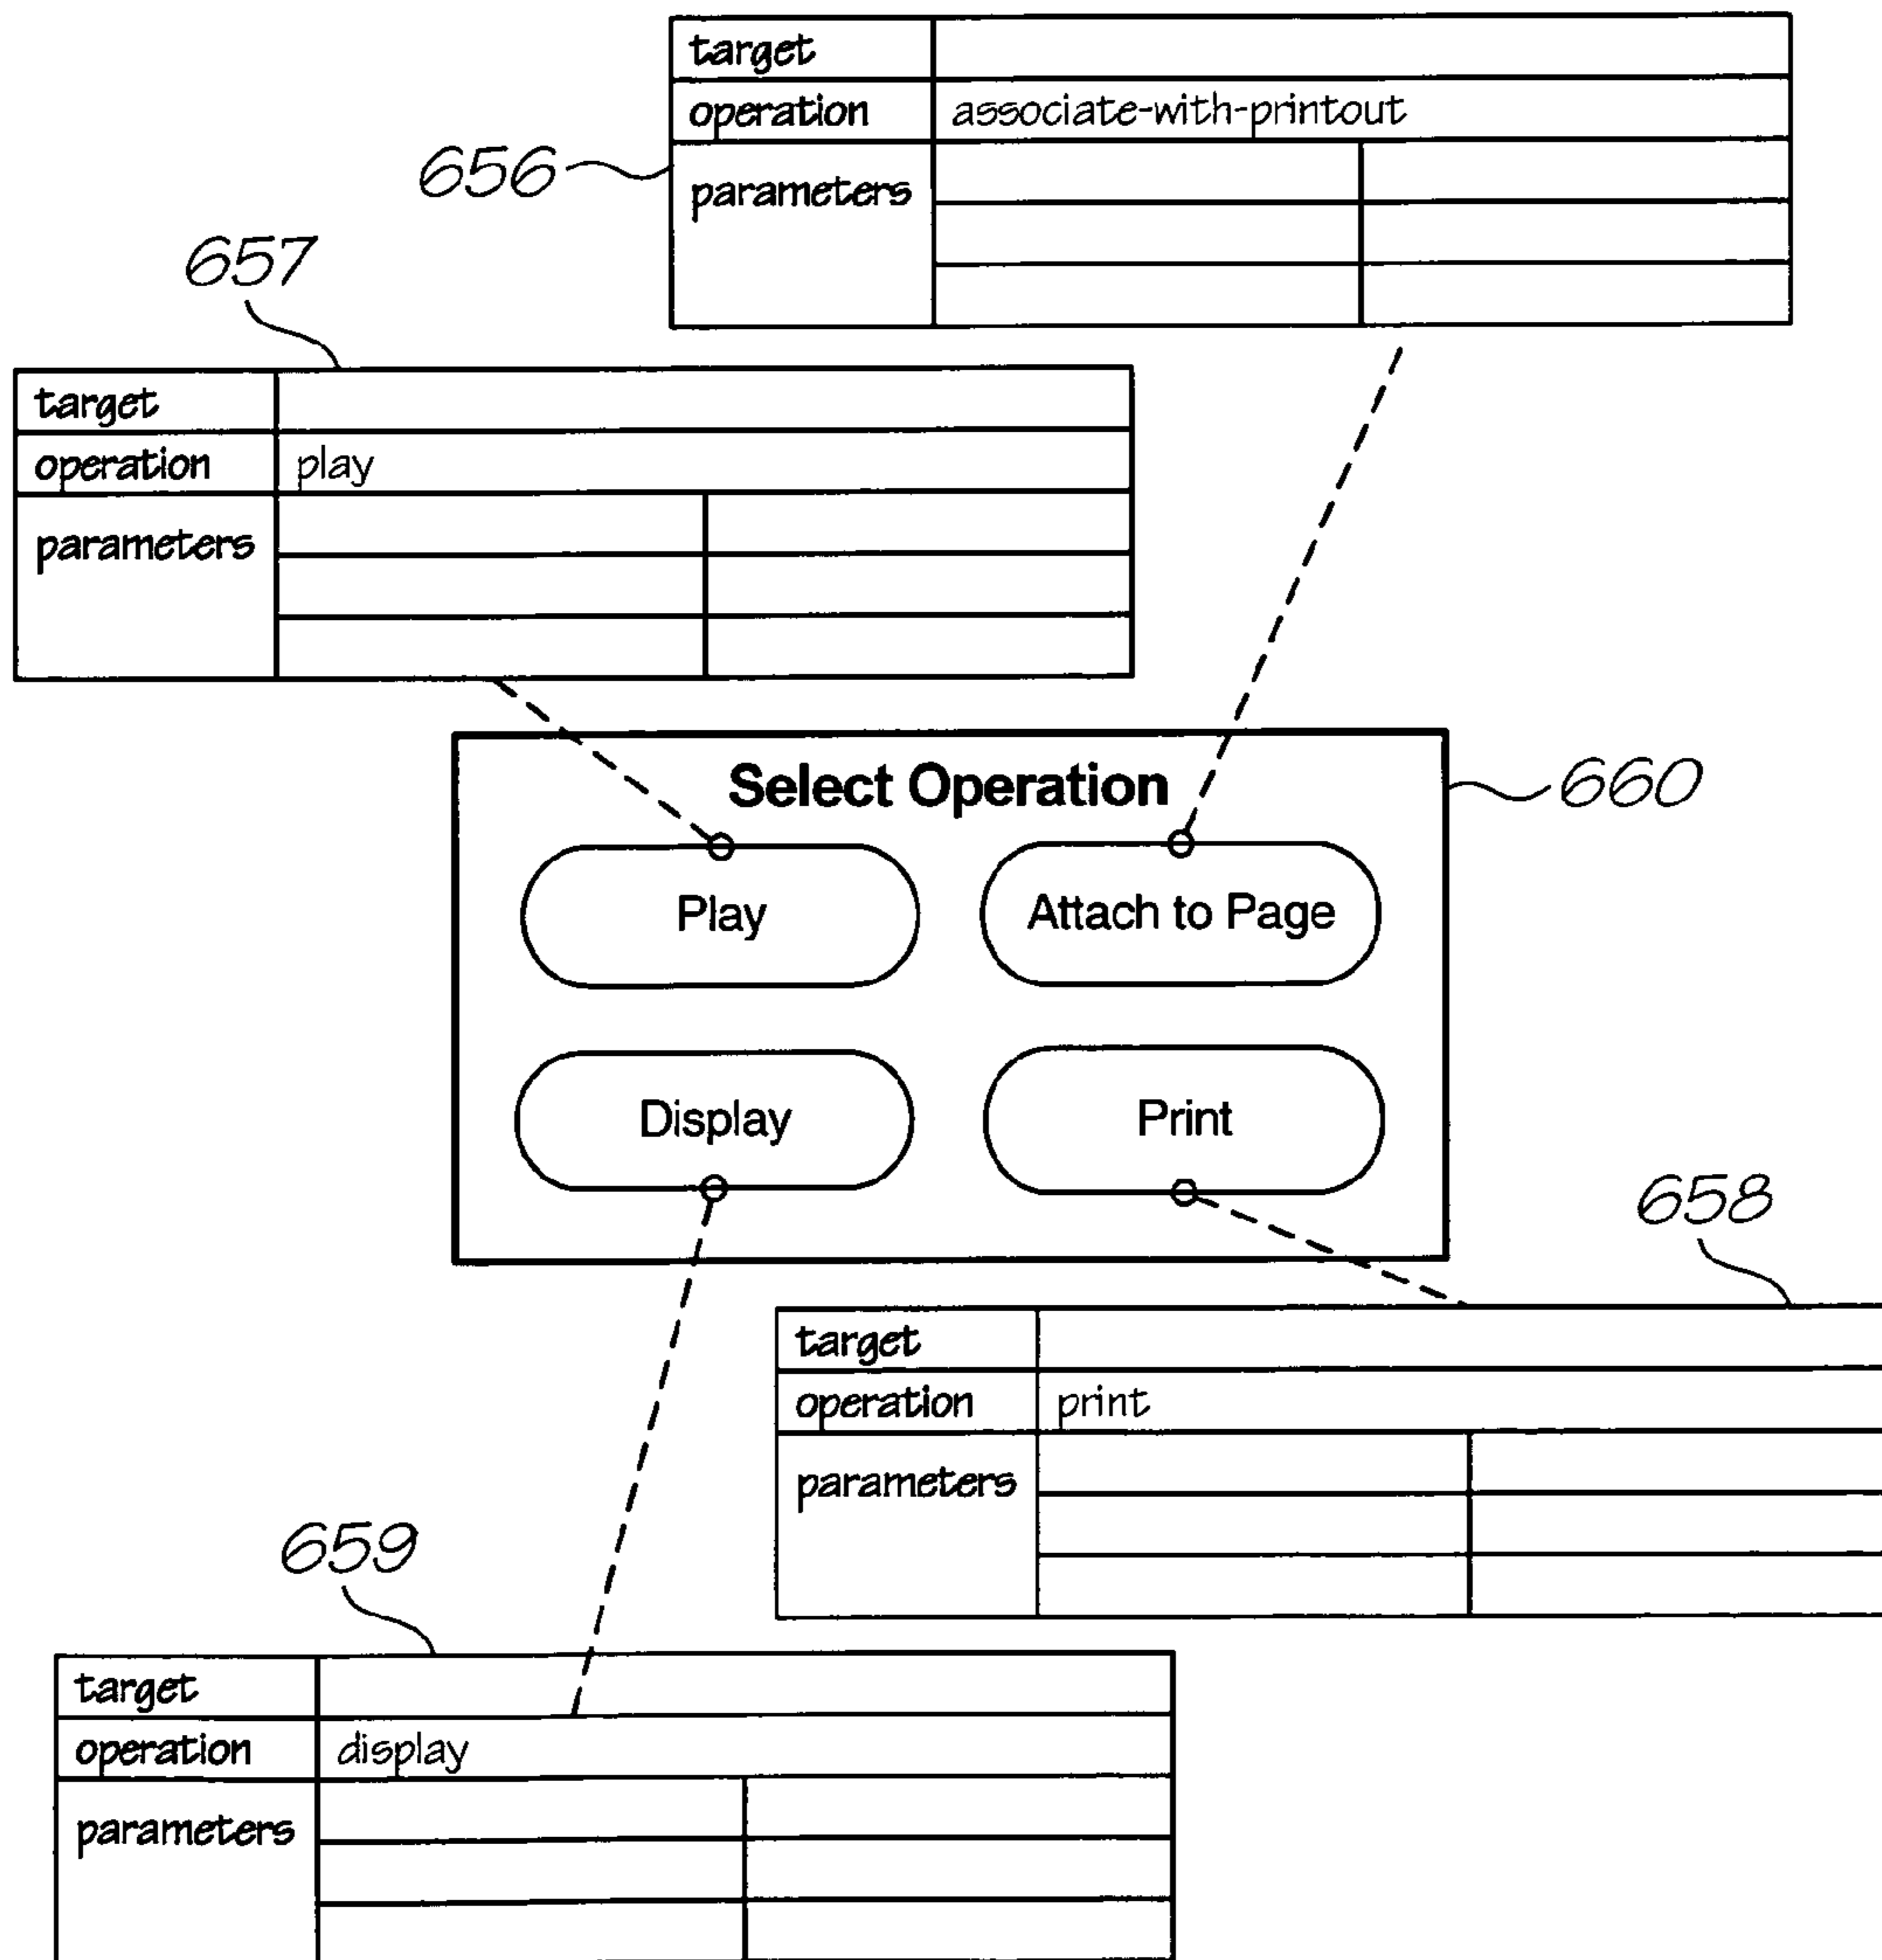 target
operation associate-with-printout
656
parameters
657
target
operation play
parameters
Select Operation
660
Play Attach to Page
Display Print
658
target
operation print
parameters
659
target
operation display
parameters